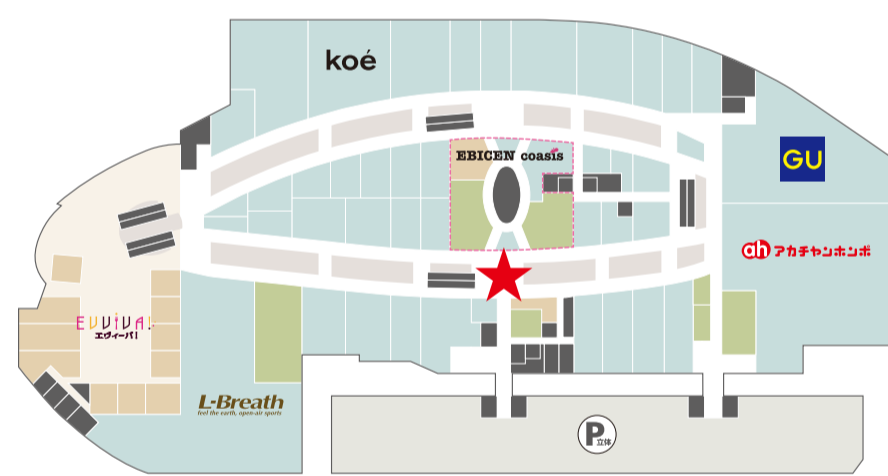 koé
EBICEN coasis
GU
ah アカチャンホンポ
EVVIVA!
エヴィーバ!
L-Breath
feel the earth, open-air sports
P
立体